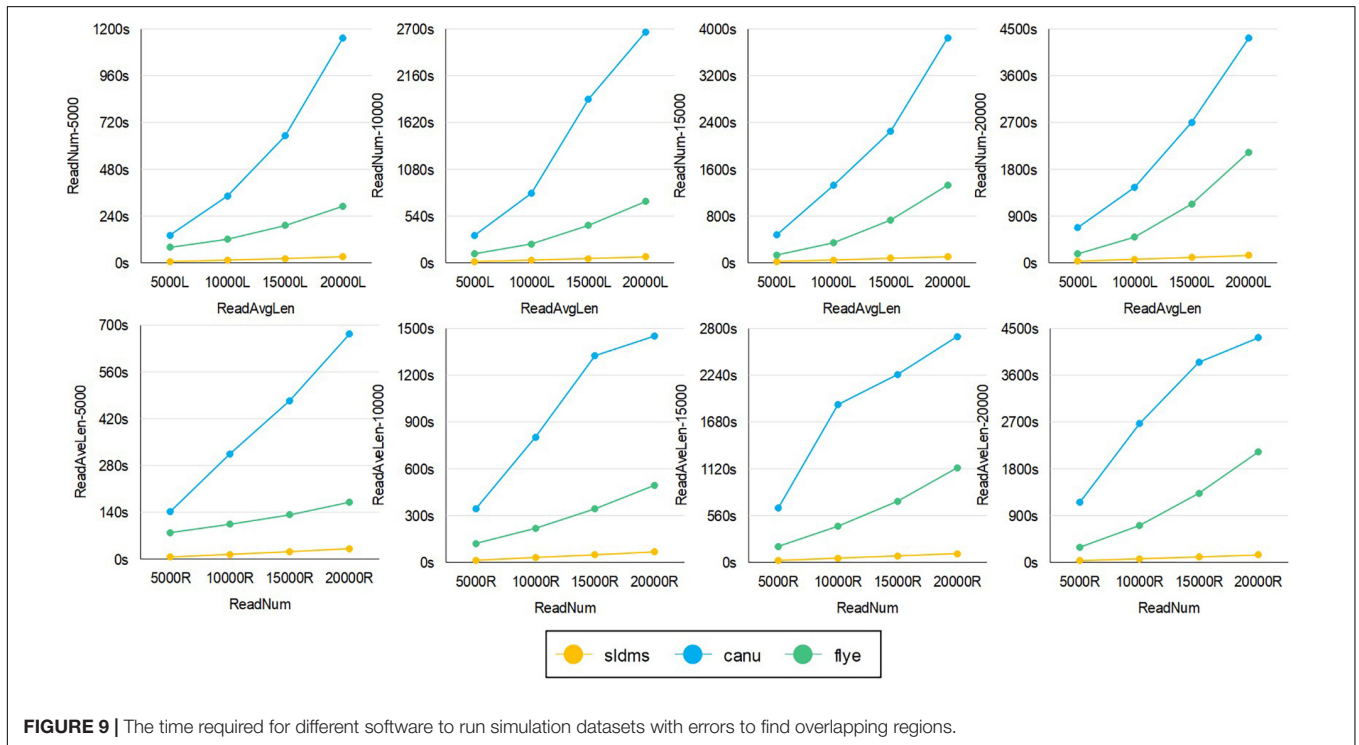 ReadNum-5000
1200s
960s
720s
480s
240s
0s
5000L 10000L 15000L 20000L
ReadAvgLen
ReadNum-10000
2700s
2160s
1620s
1080s
540s
0s
5000L 10000L 15000L 20000L
ReadAvgLen
ReadNum-15000
4000s
3200s
2400s
1600s
800s
0s
5000L 10000L 15000L 20000L
ReadAvgLen
ReadNum-20000
4500s
3600s
2700s
1800s
900s
0s
5000L 10000L 15000L 20000L
ReadAvgLen
ReadAveLen-5000
700s
560s
420s
280s
140s
0s
5000R 10000R 15000R 20000R
ReadNum
ReadAveLen-10000
1500s
1200s
900s
600s
300s
0s
5000R 10000R 15000R 20000R
ReadNum
ReadAveLen-15000
2800s
2240s
1680s
1120s
560s
0s
5000R 10000R 15000R 20000R
ReadNum
ReadAveLen-20000
4500s
3600s
2700s
1800s
900s
0s
5000R 10000R 15000R 20000R
ReadNum
sldms canu flye
FIGURE 9 | The time required for different software to run simulation datasets with errors to find overlapping regions.